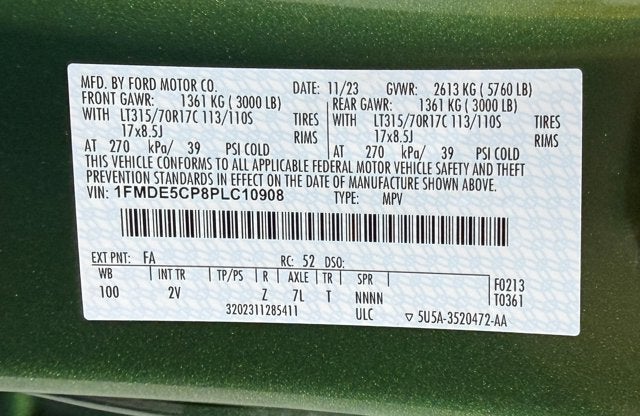 MFD. BY FORD MOTOR CO. DATE: 11/23 GVWR: 2613 KG ( 5760 LB)
FRONT GAWR: 1361 KG ( 3000 LB) REAR GAWR: 1361 KG ( 3000 LB)
WITH LT315/70R17C 113/110S TIRES WITH LT315/70R17C 113/110S TIRES
17x8.5J RIMS 17x8.5J RIMS
AT 270 kPa/ 39 PSI COLD AT 270 kPa/ 39 PSI COLD
THIS VEHICLE CONFORMS TO ALL APPLICABLE FEDERAL MOTOR VEHICLE SAFETY AND THEFT
PREVENTION STANDARDS IN EFFECT ON THE DATE OF MANUFACTURE SHOWN ABOVE.
VIN: 1FMDE5CP8PLC10908 TYPE: MPV
EXT PNT: FA RC: 52 DSO:
WB INT TR TP/PS R AXLE TR SPR F0213
100 2V Z 7L T NNNN T0361
3202311285411 ULC ▽ 5U5A-3520472-AA